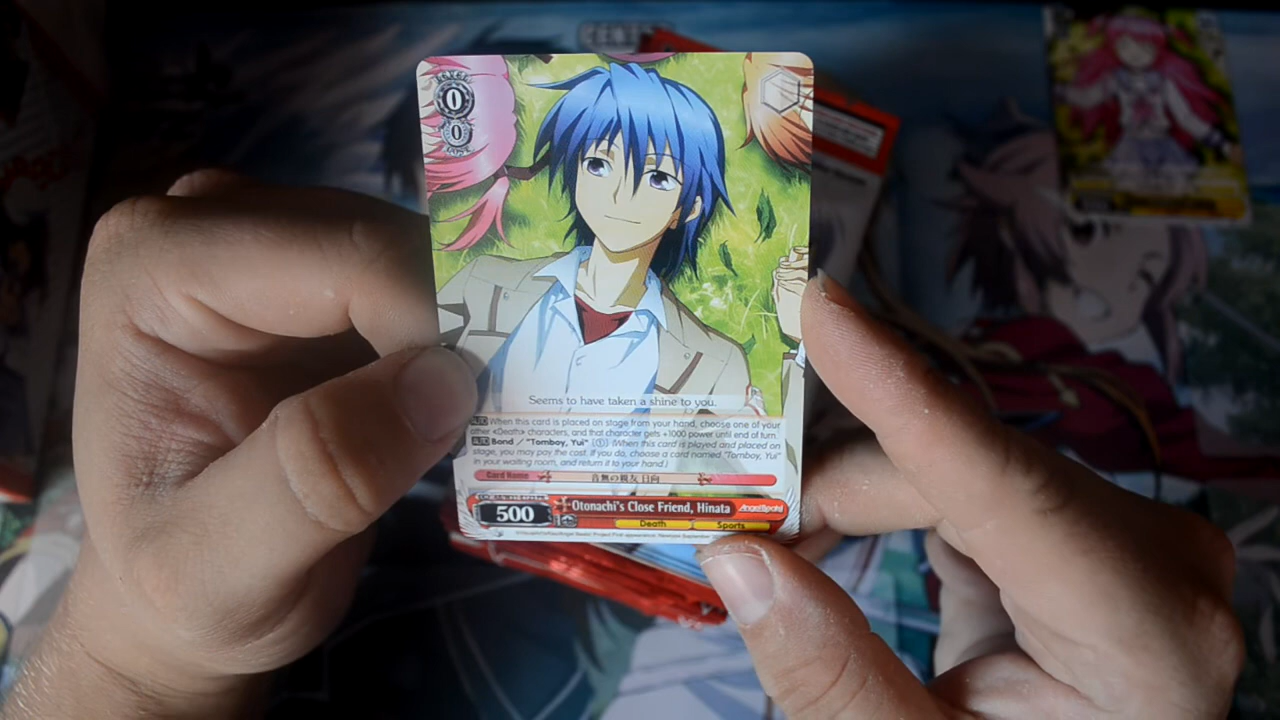 LEVEL
0
0
Seems to have taken a shine to you.
AUTO When this card is placed on stage from your hand, choose one of your
other «Death» characters, and that character gets +1000 power until end of turn.
AUTO Bond / "Tomboy, Yui" [(1)] (When this card is played and placed on
stage, you may pay the cost. If you do, choose a card named "Tomboy, Yui"
in your waiting room, and return it to your hand.)
Card Name 音無の親友 日向
500 Otonachi's Close Friend, Hinata Angel Beats!
Death Sports